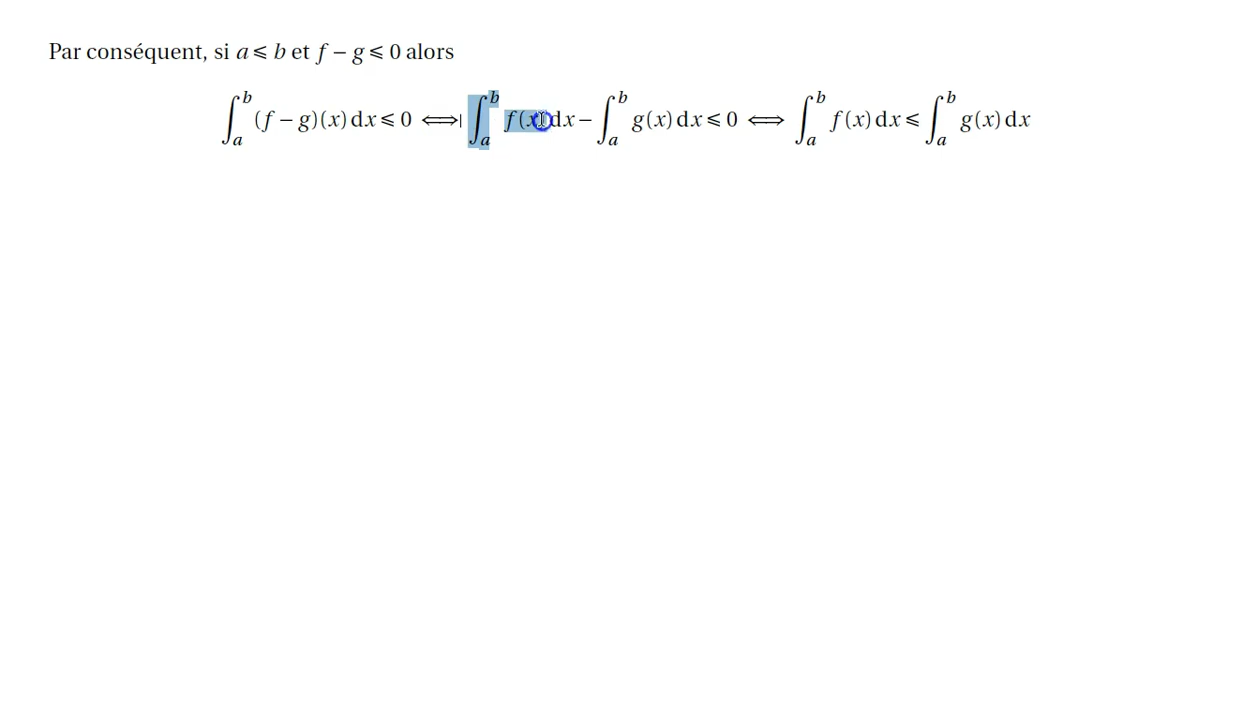 Par conséquent, si a ⩽ b et f − g ⩽ 0 alors
∫_a^b (f − g)(x) dx ⩽ 0 ⟺ ∫_a^b f(x) dx − ∫_a^b g(x) dx ⩽ 0 ⟺ ∫_a^b f(x) dx ⩽ ∫_a^b g(x) dx